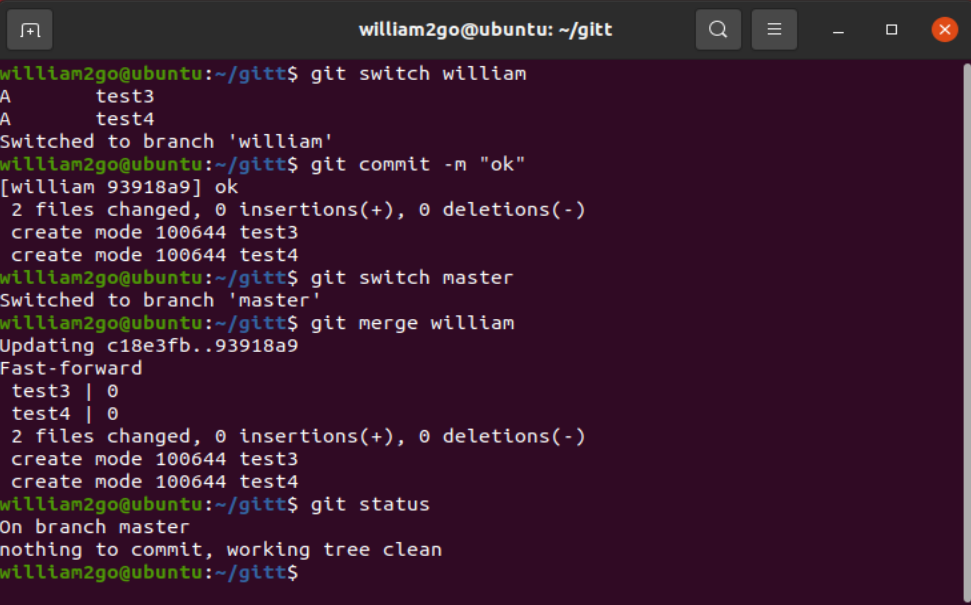 william2go@ubuntu: ~/gitt
william2go@ubuntu:~/gitt$ git switch william
A       test3
A       test4
Switched to branch 'william'
william2go@ubuntu:~/gitt$ git commit -m "ok"
[william 93918a9] ok
 2 files changed, 0 insertions(+), 0 deletions(-)
 create mode 100644 test3
 create mode 100644 test4
william2go@ubuntu:~/gitt$ git switch master
Switched to branch 'master'
william2go@ubuntu:~/gitt$ git merge william
Updating c18e3fb..93918a9
Fast-forward
 test3 | 0
 test4 | 0
 2 files changed, 0 insertions(+), 0 deletions(-)
 create mode 100644 test3
 create mode 100644 test4
william2go@ubuntu:~/gitt$ git status
On branch master
nothing to commit, working tree clean
william2go@ubuntu:~/gitt$